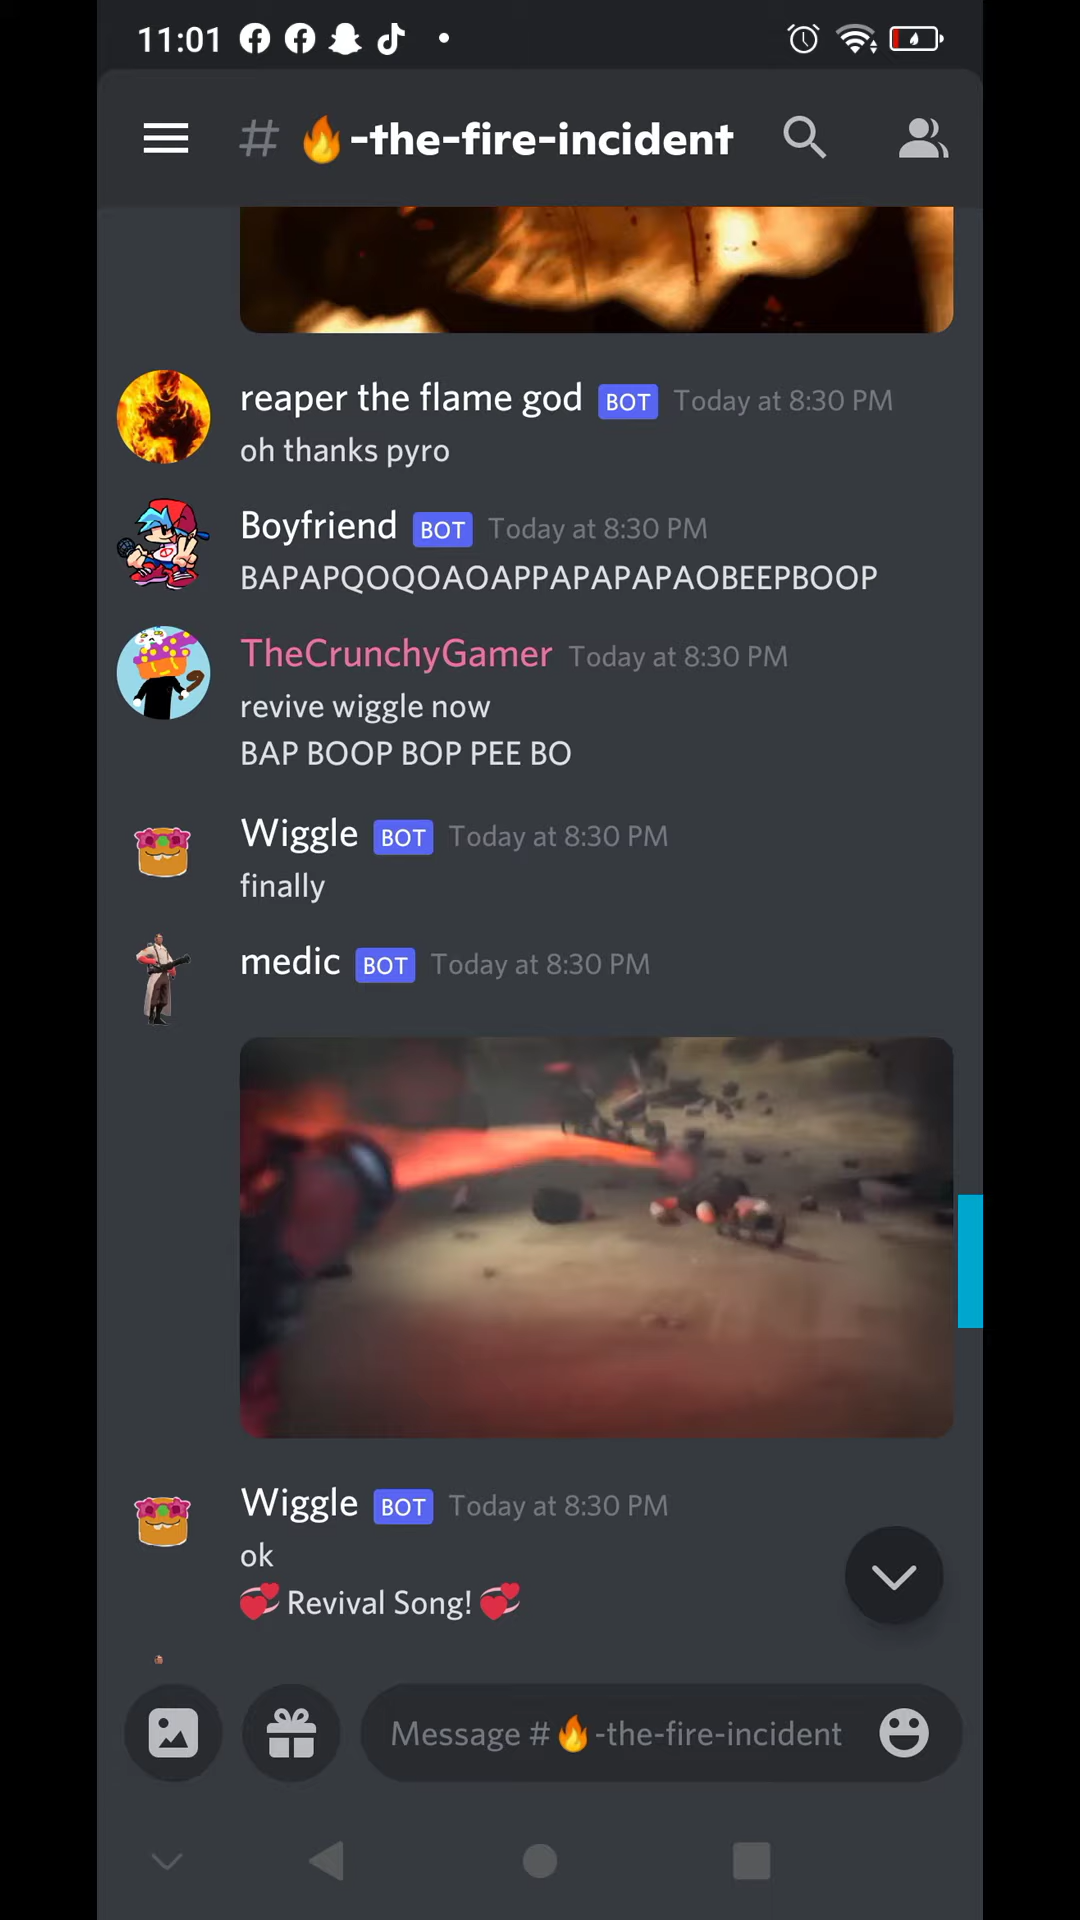 11:01
# 🔥-the-fire-incident
reaper the flame god BOT Today at 8:30 PM
oh thanks pyro
Boyfriend BOT Today at 8:30 PM
BAPAPQOQOAOAPPAPAPAPAOBEEPBOOP
TheCrunchyGamer Today at 8:30 PM
revive wiggle now
BAP BOOP BOP PEE BO
Wiggle BOT Today at 8:30 PM
finally
medic BOT Today at 8:30 PM
Wiggle BOT Today at 8:30 PM
ok
💞 Revival Song! 💞
Message #🔥-the-fire-incident